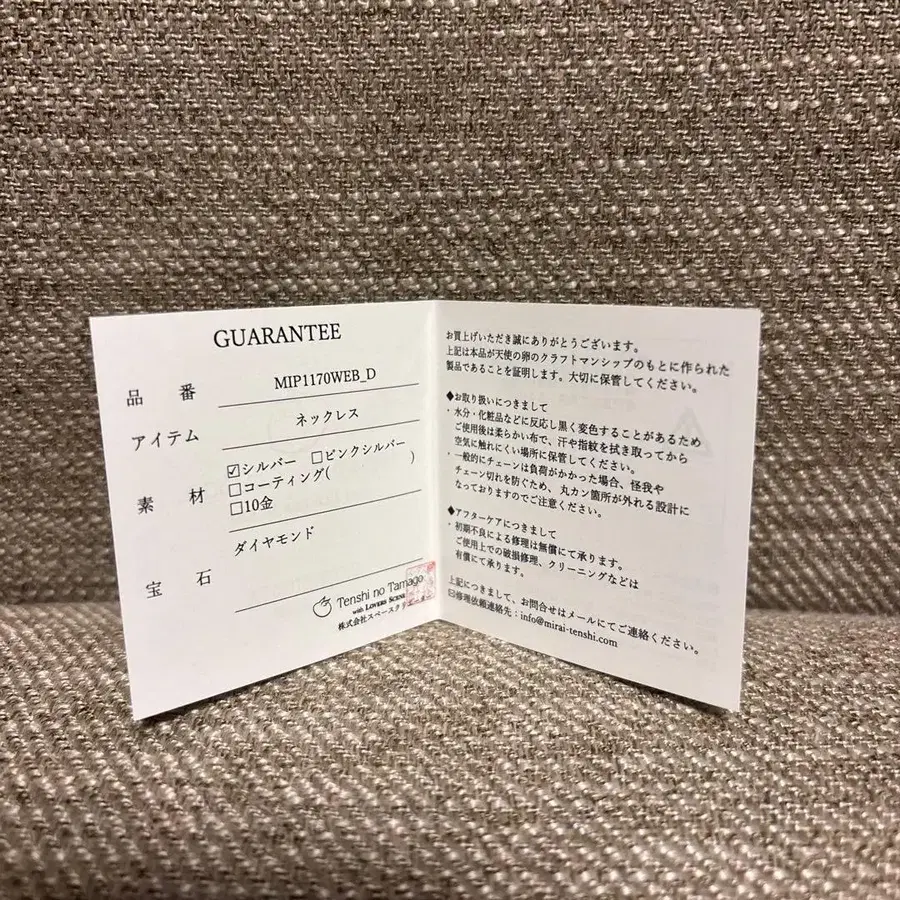 GUARANTEE
品番 MIP1170WEB_D
アイテム ネックレス
素材 ☑シルバー □ピンクシルバー
□コーティング( )
□10金
宝石 ダイヤモンド
Tenshi no Tamago
with LOVERS SCENE
株式会社スペースクリ
お買上げいただき誠にありがとうございます。
上記は本品が天使の卵のクラフトマンシップのもとに作られた
製品であることを証明します。大切に保管してください。
◆お取り扱いにつきまして
・水分・化粧品などに反応し黒く変色することがあるため
ご使用後は柔らかい布で、汗や指紋を拭き取ってから
空気に触れにくい場所に保管してください。
・一般的にチェーンは負荷がかかった場合、怪我や
チェーン切れを防ぐため、丸カン箇所が外れる設計に
なっておりますのでご注意ください。
◆アフターケアにつきまして
・初期不良による修理は無償にて承ります。
ご使用上での破損修理、クリーニングなどは
有償にて承ります。
上記につきまして、お問合せはメールにてご連絡ください。
✉修理依頼連絡先：info@mirai-tenshi.com